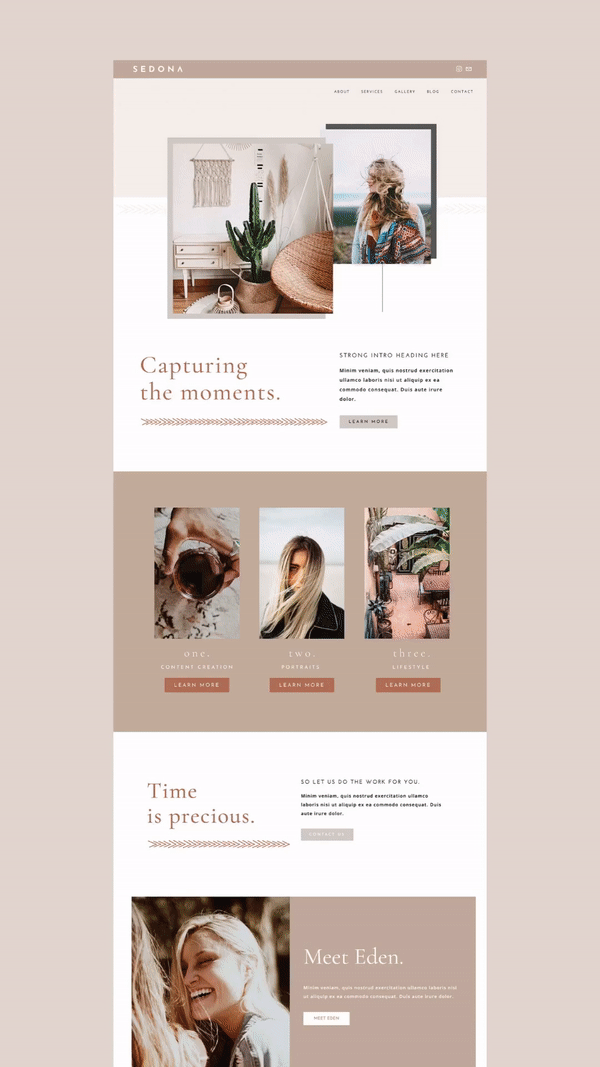 SEDONA
ABOUT SERVICES GALLERY BLOG CONTACT
Capturing
the moments.
STRONG INTRO HEADING HERE
Minim veniam, quis nostrud exercitation
ullamco laboris nisi ut aliquip ex ea
commodo consequat. Duis aute irure
dolor.
LEARN MORE
one.
CONTENT CREATION
LEARN MORE
two.
PORTRAITS
LEARN MORE
three.
LIFESTYLE
LEARN MORE
Time
is precious.
SO LET US DO THE WORK FOR YOU.
Minim veniam, quis nostrud exercitation ullamco
laboris nisi ut aliquip ex ea commodo consequat. Duis
aute irure dolor.
CONTACT US
Meet Eden.
Minim veniam, quis nostrud exercitation ullamco laboris nisi
ut aliquip ex ea commodo consequat. Duis aute irure dolor.
MEET EDEN